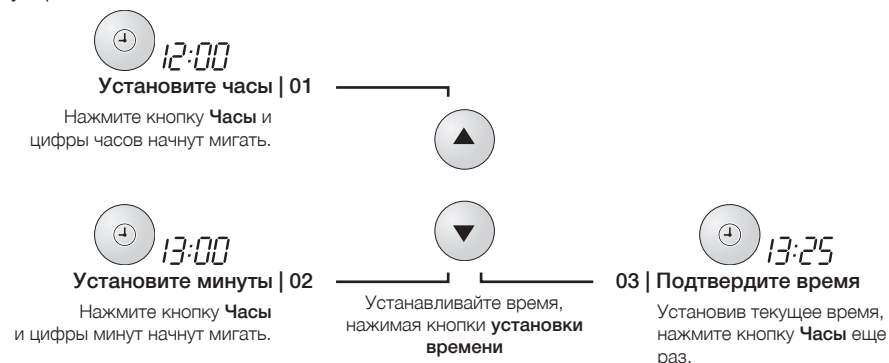 12:00
Установите часы | 01
Нажмите кнопку Часы и
цифры часов начнут мигать.
13:00
Установите минуты | 02
Нажмите кнопку Часы
и цифры минут начнут мигать.
Устанавливайте время,
нажимая кнопки установки
времени
13:25
03 | Подтвердите время
Установив текущее время,
нажмите кнопку Часы еще
раз.